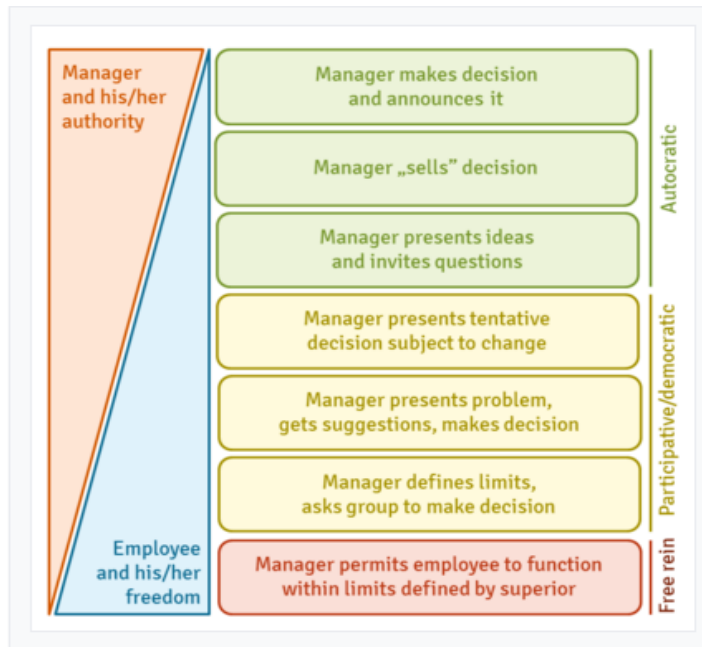 Manager
and his/her
authority
Manager makes decision
and announces it
Manager „sells” decision
Manager presents ideas
and invites questions
Autocratic
Manager presents tentative
decision subject to change
Manager presents problem,
gets suggestions, makes decision
Manager defines limits,
asks group to make decision
Participative/democratic
Employee
and his/her
freedom
Manager permits employee to function
within limits defined by superior
Free rein